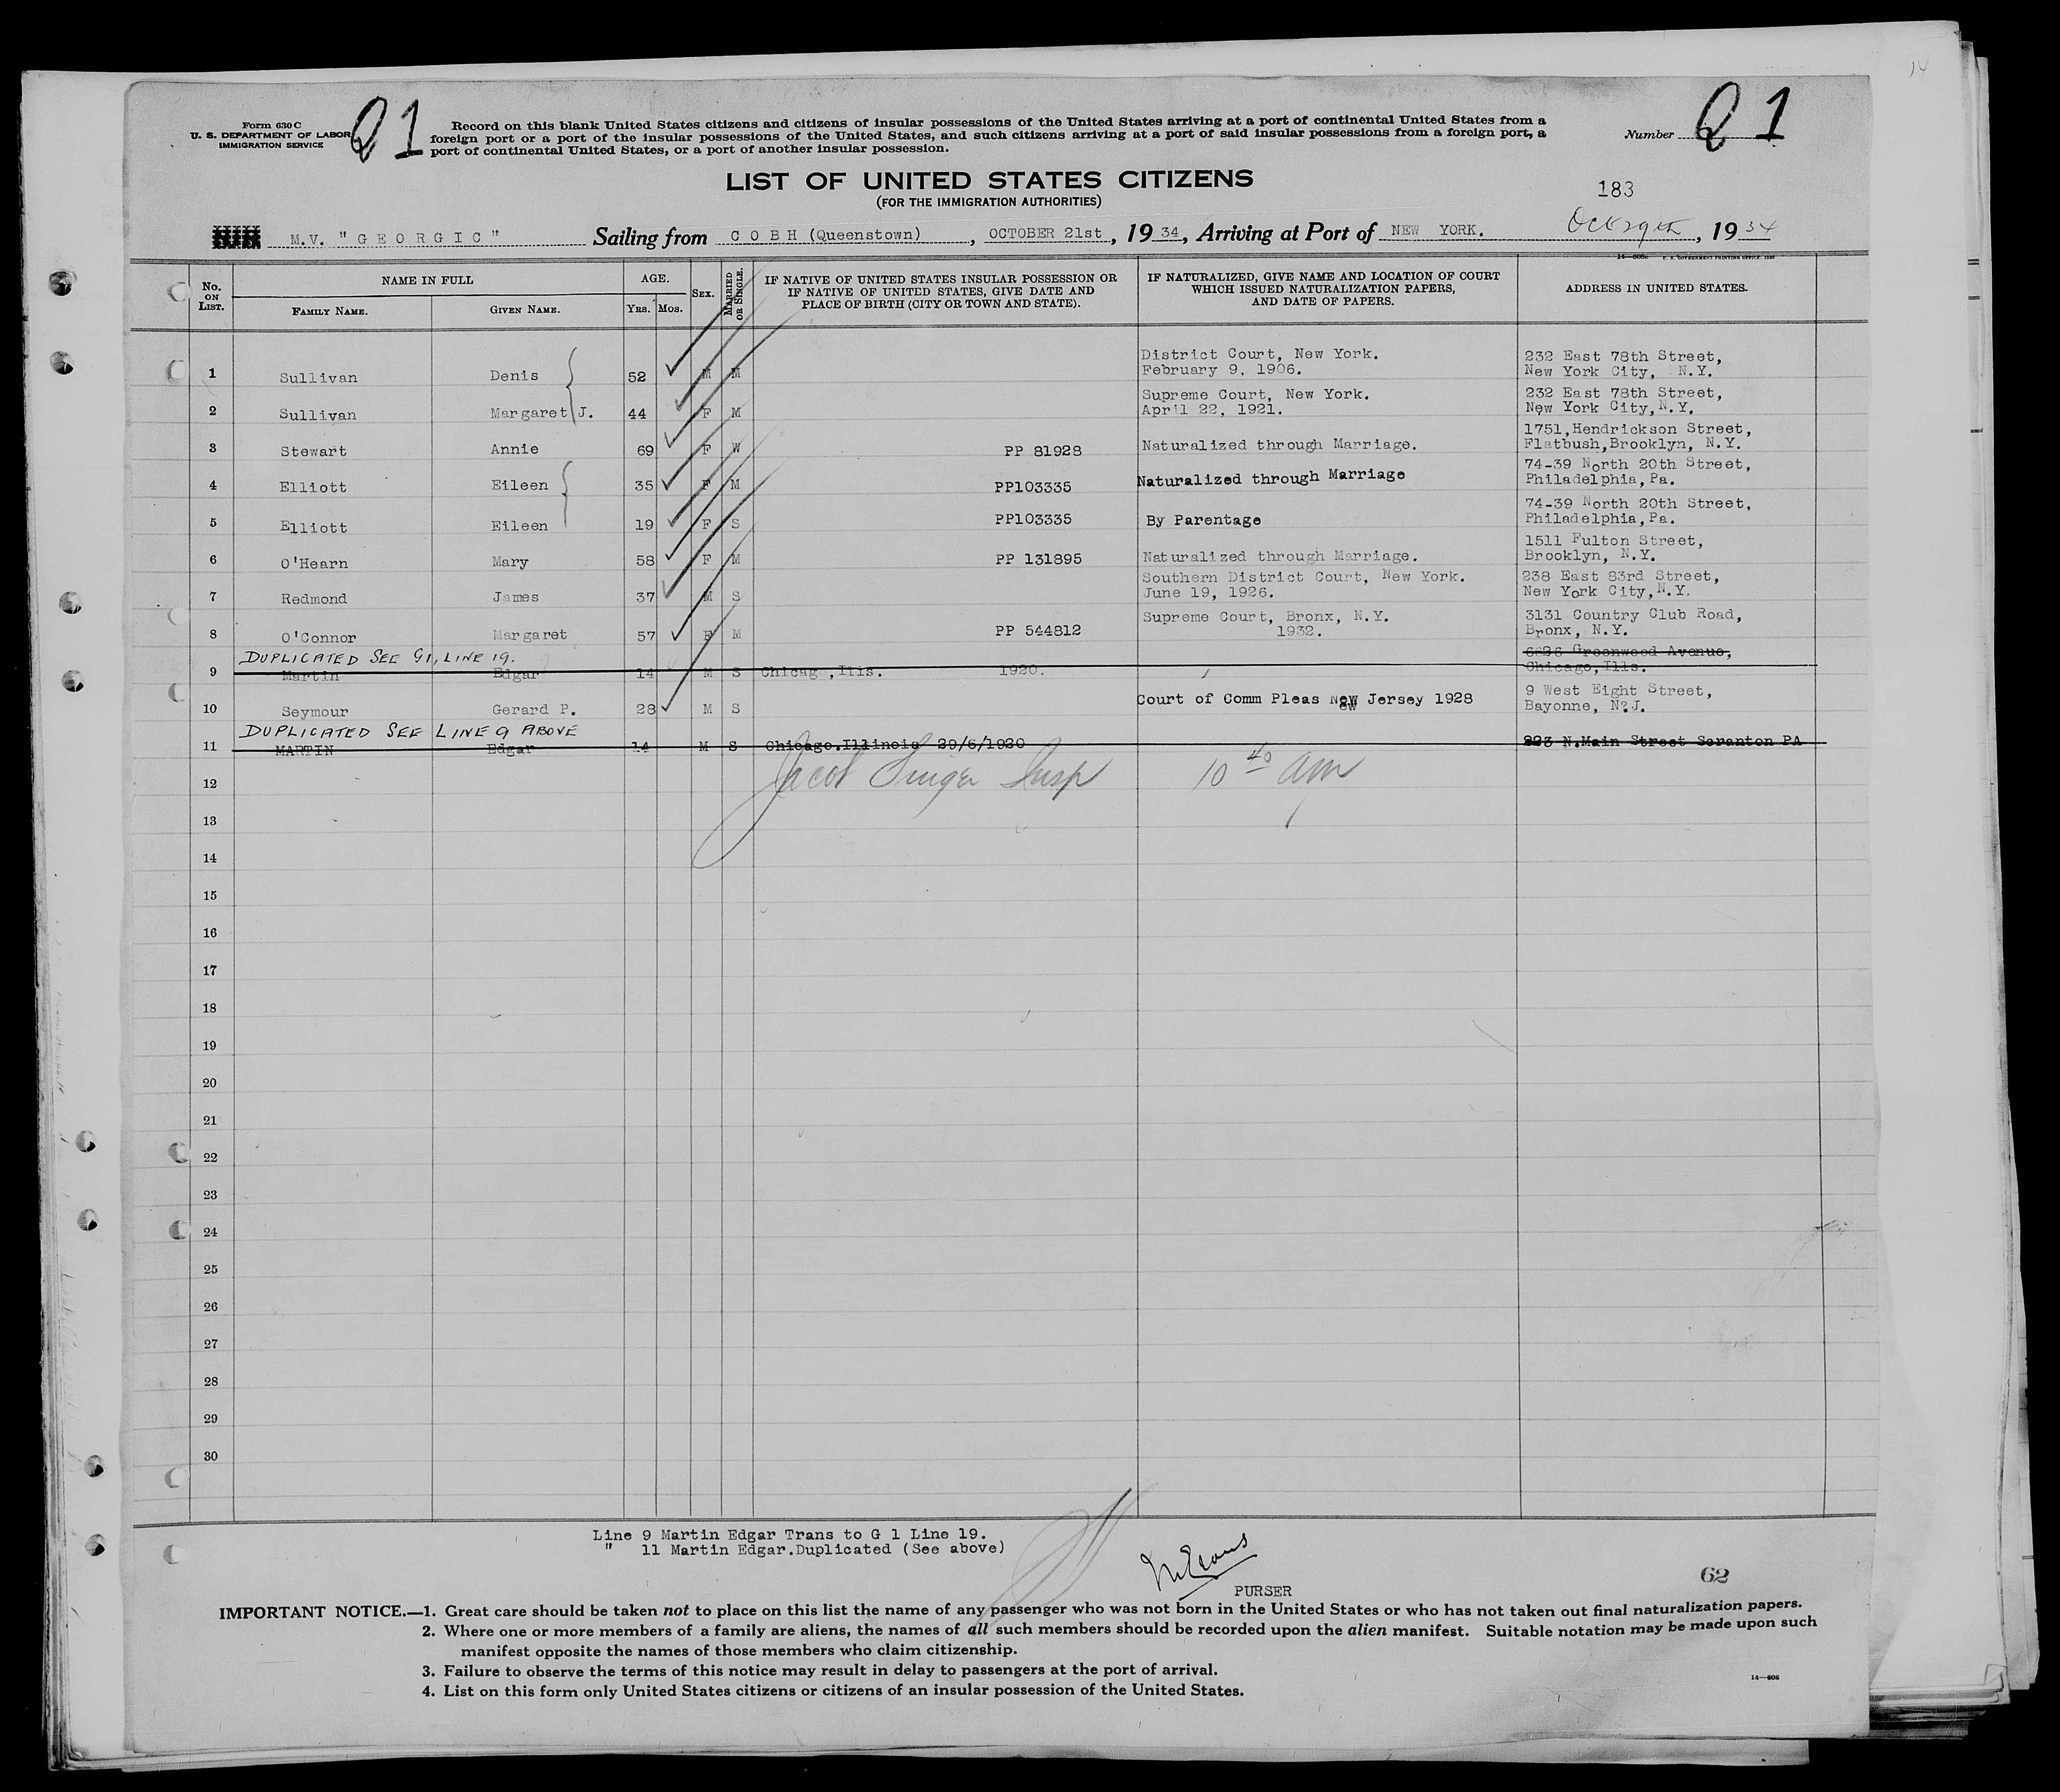 14
Form 630 C
U. S. DEPARTMENT OF LABOR
IMMIGRATION SERVICE
Q1
Record on this blank United States citizens and citizens of insular possessions of the United States arriving at a port of continental United States from a
foreign port or a port of the insular possessions of the United States, and such citizens arriving at a port of said insular possessions from a foreign port, a
port of continental United States, or a port of another insular possession.
Number Q 1
LIST OF UNITED STATES CITIZENS
(FOR THE IMMIGRATION AUTHORITIES)
183
M.V. "GEORGIC" Sailing from COBH (Queenstown), OCTOBER 21st, 1934, Arriving at Port of NEW YORK. Oct 29th, 1934
No. ON LIST. NAME IN FULL AGE. SEX. MARRIED OR SINGLE. IF NATIVE OF UNITED STATES INSULAR POSSESSION OR IF NATIVE OF UNITED STATES, GIVE DATE AND PLACE OF BIRTH (CITY OR TOWN AND STATE). IF NATURALIZED, GIVE NAME AND LOCATION OF COURT WHICH ISSUED NATURALIZATION PAPERS, AND DATE OF PAPERS. ADDRESS IN UNITED STATES.
FAMILY NAME. GIVEN NAME. YRS. MOS.
District Court, New York. 232 East 78th Street,
1 Sullivan Denis 52 M M February 9, 1906. New York City, N.Y.
Supreme Court, New York. 232 East 78th Street,
2 Sullivan Margaret J. 44 F M April 22, 1921. New York City, N.Y.
1751, Hendrickson Street,
3 Stewart Annie 69 F W PP 81928 Naturalized through Marriage. Flatbush, Brooklyn, N.Y.
74-39 North 20th Street,
4 Elliott Eileen 35 F M PP103335 Naturalized through Marriage Philadelphia, Pa.
74-39 North 20th Street,
5 Elliott Eileen 19 F S PP103335 By Parentage Philadelphia, Pa.
1511 Fulton Street,
6 O'Hearn Mary 58 F M PP 131895 Naturalized through Marriage. Brooklyn, N.Y.
Southern District Court, New York. 238 East 83rd Street,
7 Redmond James 37 M S June 19, 1926. New York City, N.Y.
Supreme Court, Bronx, N.Y. 3131 Country Club Road,
8 O'Connor Margaret 57 F M PP 544812 1932. Bronx, N.Y.
DUPLICATED SEE G1, LINE 19. Greenwood Avenue,
9 Martin Edgar 14 M S Chicago, Ills. 1920. Chicago, Ills.
9 West Eight Street,
10 Seymour Gerard P. 28 M S Court of Comm Pleas New Jersey 1928 Bayonne, N.J.
DUPLICATED SEE LINE 9 ABOVE
11 MARTIN Edgar 14 M S Chicago.Illinois 29/6/1920 223 N.Main Street Scranton PA
12 Jacob Singer Insp 10 40 am
13
14
15
16
17
18
19
20
21
22
23
24
25
26
27
28
29
30
Line 9 Martin Edgar Trans to G 1 Line 19.
" 11 Martin Edgar.Duplicated (See above)
PURSER
62
IMPORTANT NOTICE.—1. Great care should be taken not to place on this list the name of any passenger who was not born in the United States or who has not taken out final naturalization papers.
2. Where one or more members of a family are aliens, the names of all such members should be recorded upon the alien manifest. Suitable notation may be made upon such
manifest opposite the names of those members who claim citizenship.
3. Failure to observe the terms of this notice may result in delay to passengers at the port of arrival.
4. List on this form only United States citizens or citizens of an insular possession of the United States.